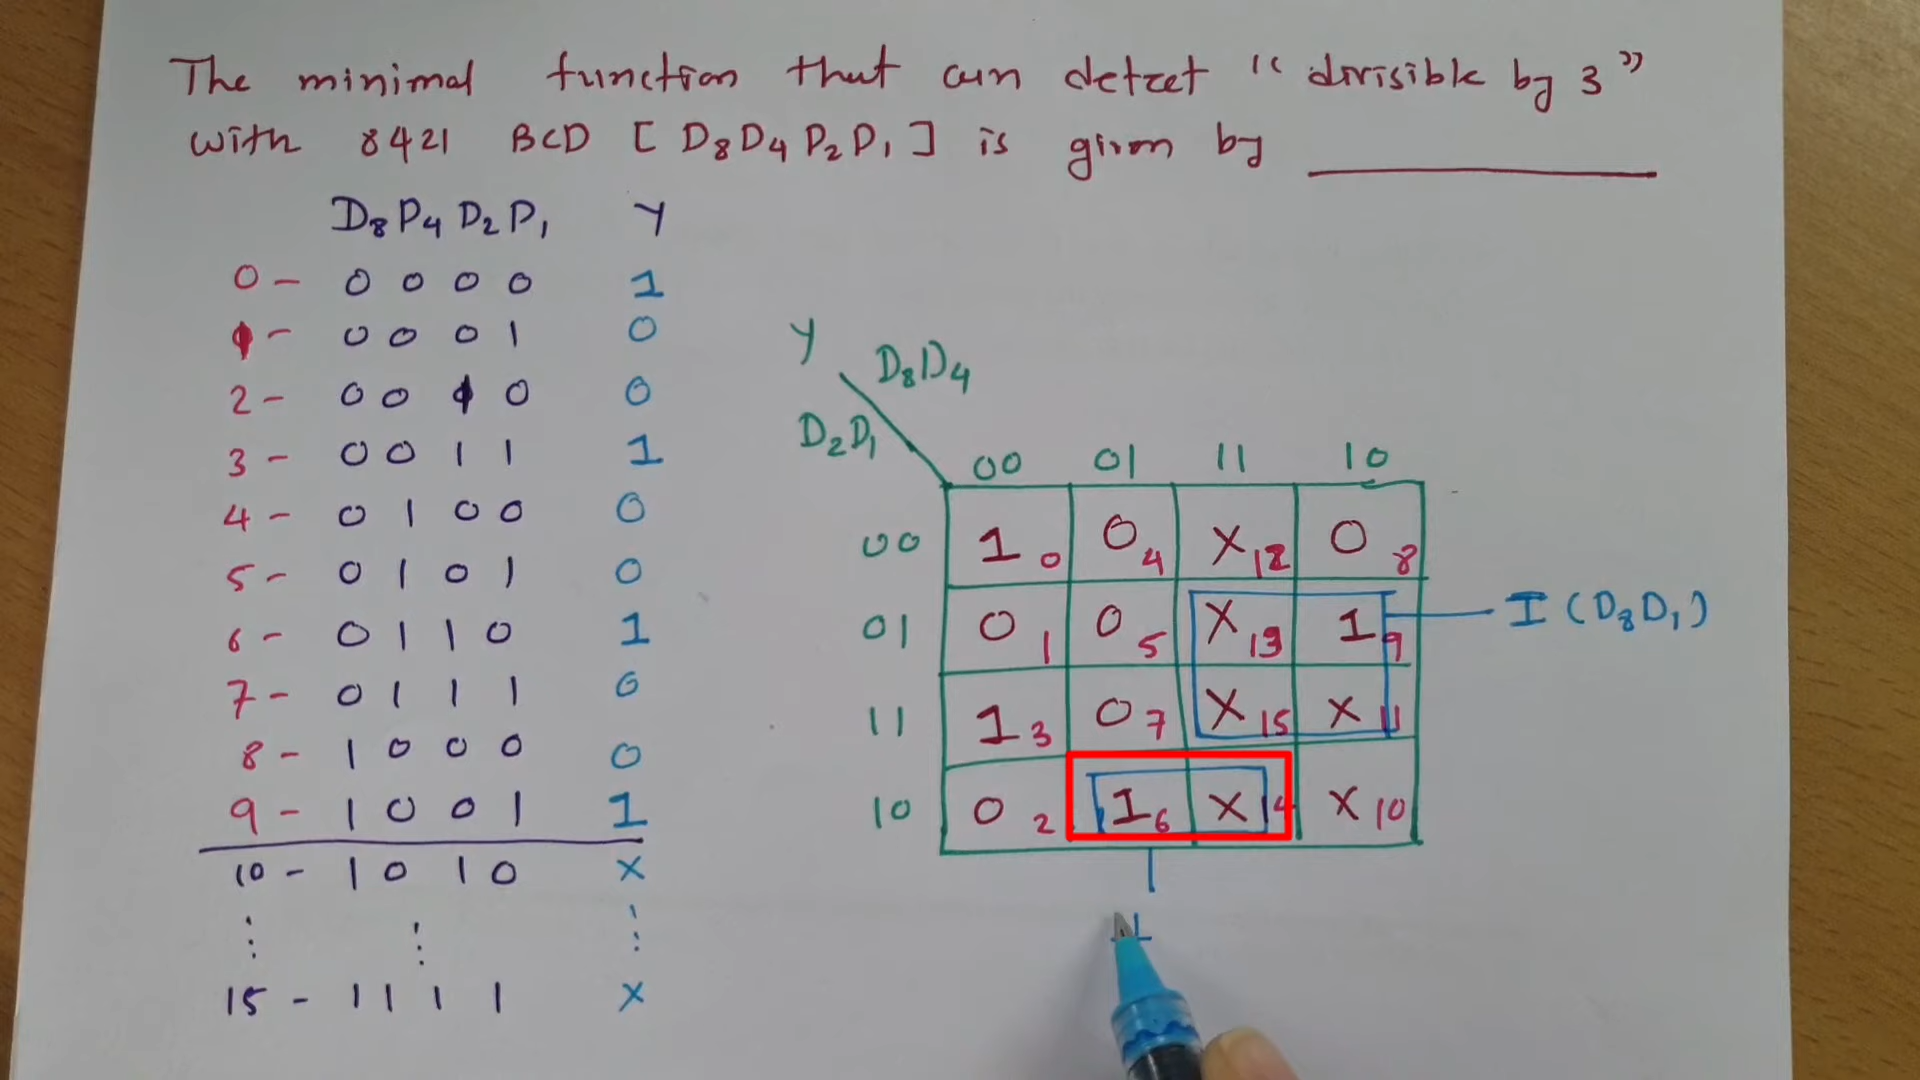 The minimal function that can detect "divisible by 3"
with 8421 BCD [D8D4D2D1] is given by ________
D8 D4 D2 D1 Y
0 - 0 0 0 0 1
1 - 0 0 0 1 0
2 - 0 0 1 0 0
3 - 0 0 1 1 1
4 - 0 1 0 0 0
5 - 0 1 0 1 0
6 - 0 1 1 0 1
7 - 0 1 1 1 0
8 - 1 0 0 0 0
9 - 1 0 0 1 1
10 - 1 0 1 0 X
⋮ ⋮ ⋮
15 - 1 1 1 1 X
Y D8D4
D2D1
00 01 11 10
00 1 0 0 4 X 12 0 8
01 0 1 0 5 X 13 1 9
11 1 3 0 7 X 15 X 11
10 0 2 1 6 X 14 X 10
I (D8D1)